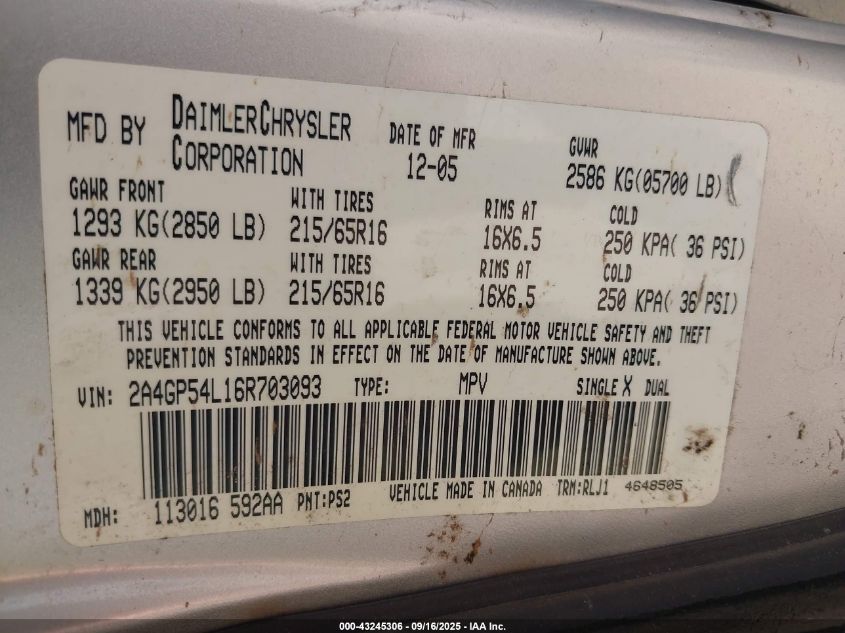 MFD BY DAIMLERCHRYSLER CORPORATION DATE OF MFR 12-05 GVWR 2586 KG(05700 LB)
GAWR FRONT WITH TIRES RIMS AT COLD
1293 KG(2850 LB) 215/65R16 16X6.5 250 KPA( 36 PSI)
GAWR REAR WITH TIRES RIMS AT COLD
1339 KG(2950 LB) 215/65R16 16X6.5 250 KPA( 36 PSI)
THIS VEHICLE CONFORMS TO ALL APPLICABLE FEDERAL MOTOR VEHICLE SAFETY AND THEFT
PREVENTION STANDARDS IN EFFECT ON THE DATE OF MANUFACTURE SHOWN ABOVE.
VIN: 2A4GP54L16R703093 TYPE: MPV SINGLE X DUAL
MDH: 113016 592AA PNT:PS2 VEHICLE MADE IN CANADA TRM:RLJ1 4648505
000-43245306 - 09/16/2025 - IAA Inc.